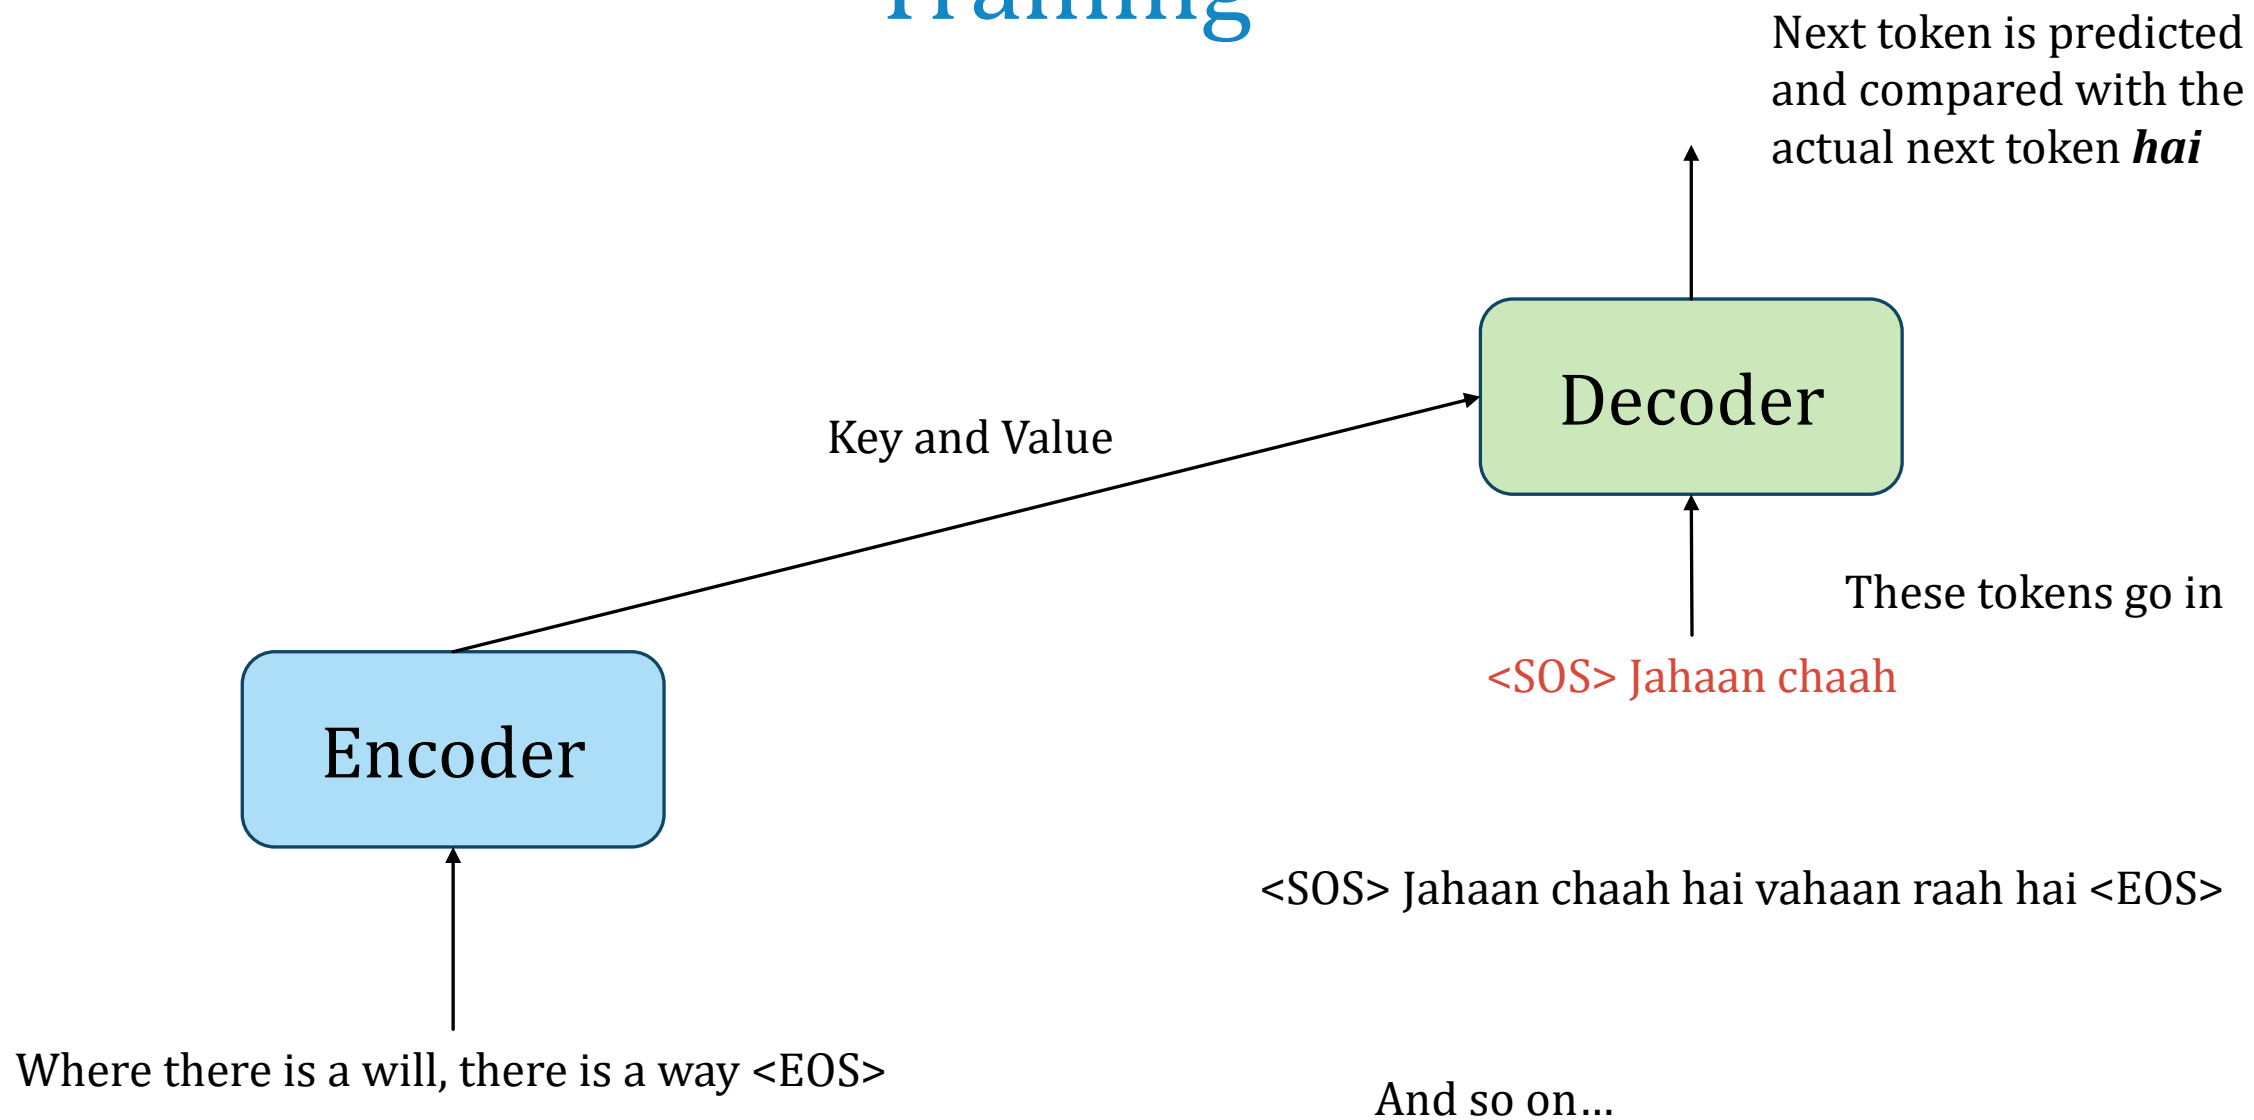 Training
Next token is predicted
and compared with the
actual next token hai
Decoder
Key and Value
These tokens go in
<SOS> Jahaan chaah
Encoder
<SOS> Jahaan chaah hai vahaan raah hai <EOS>
Where there is a will, there is a way <EOS>
And so on...